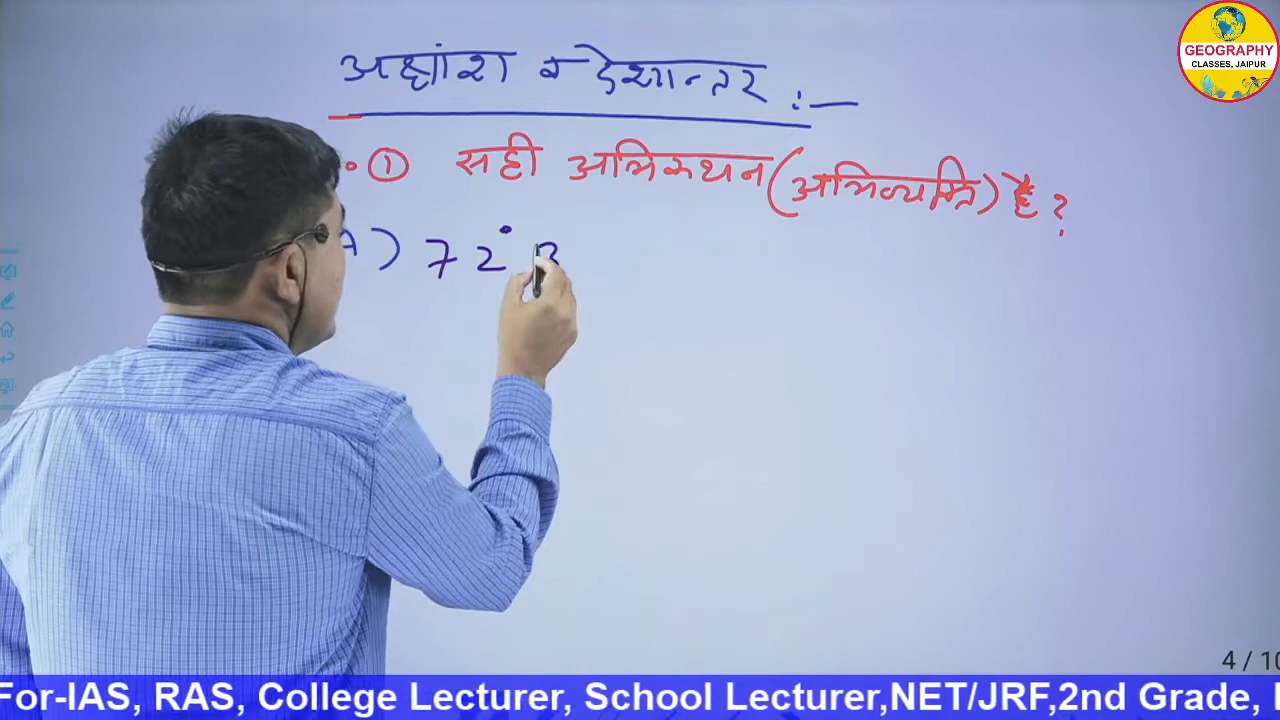 GEOGRAPHY
CLASSES, JAIPUR
अक्षांश व देशान्तर :—
① सही अभिकथन (अभिव्यक्ति) है ?
A) 72°
4 / 10
For-IAS, RAS, College Lecturer, School Lecturer,NET/JRF,2nd Grade,